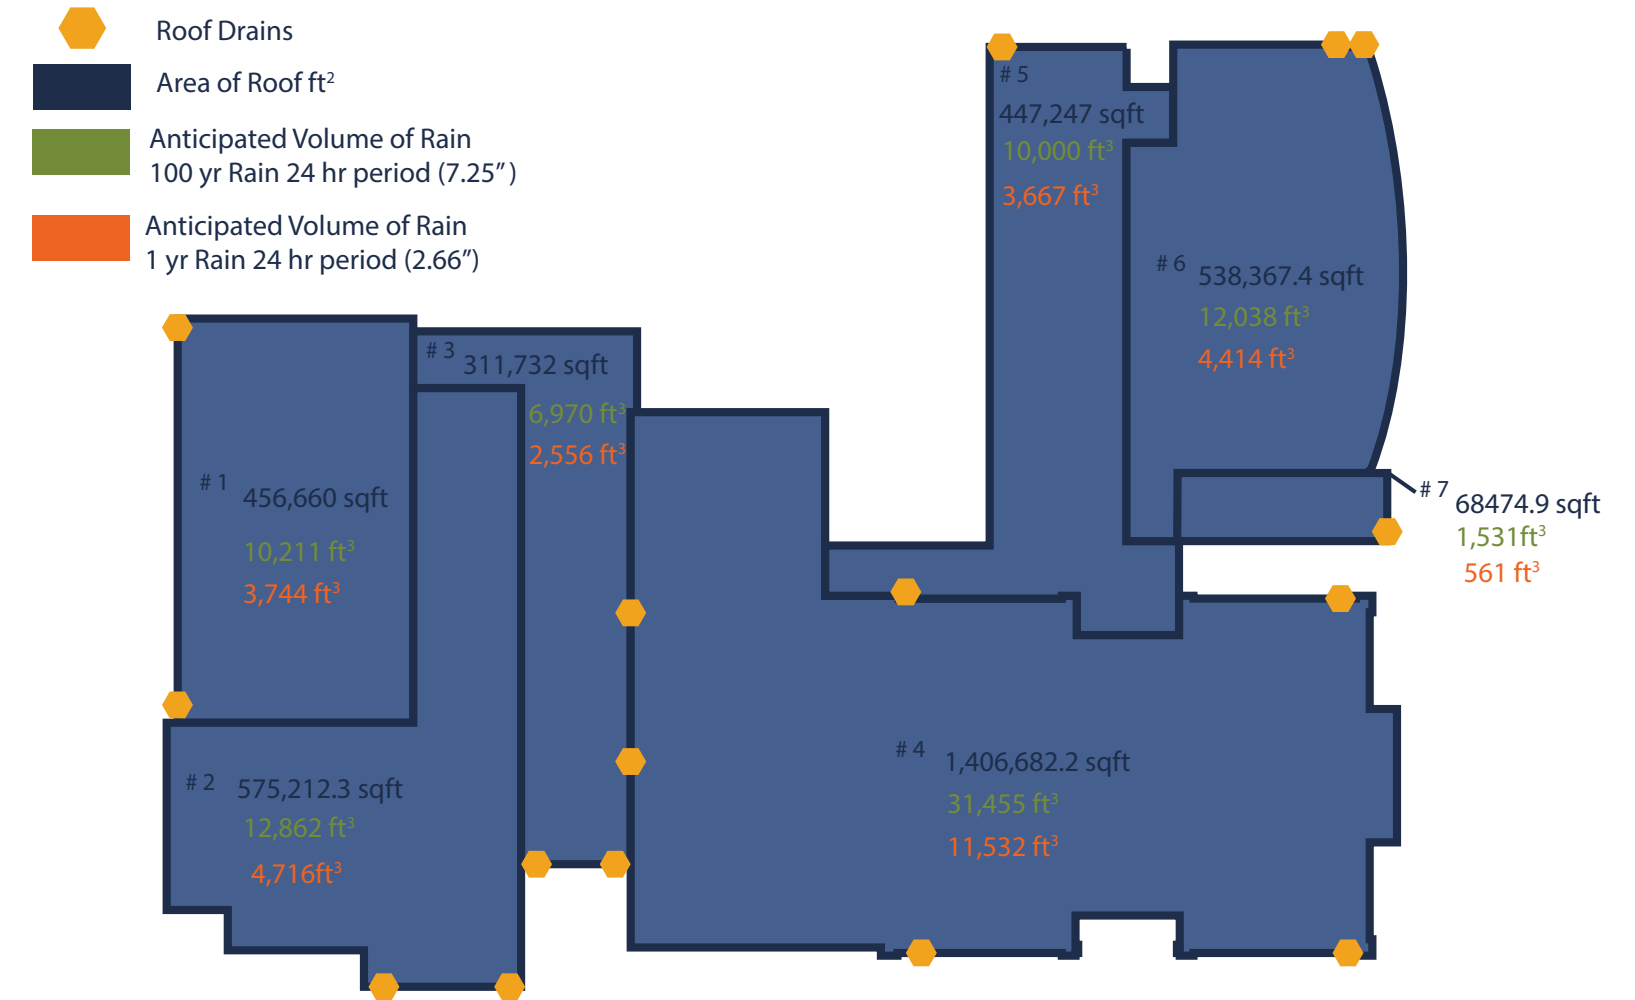 Roof Drains
Area of Roof ft²
Anticipated Volume of Rain
100 yr Rain 24 hr period (7.25”)
Anticipated Volume of Rain
1 yr Rain 24 hr period (2.66”)
# 5
447,247 sqft
10,000 ft³
3,667 ft³
# 6
538,367.4 sqft
12,038 ft³
4,414 ft³
# 3
311,732 sqft
6,970 ft³
2,556 ft³
# 1
456,660 sqft
10,211 ft³
3,744 ft³
# 7
68474.9 sqft
1,531ft³
561 ft³
# 2
575,212.3 sqft
12,862 ft³
4,716ft³
# 4
1,406,682.2 sqft
31,455 ft³
11,532 ft³